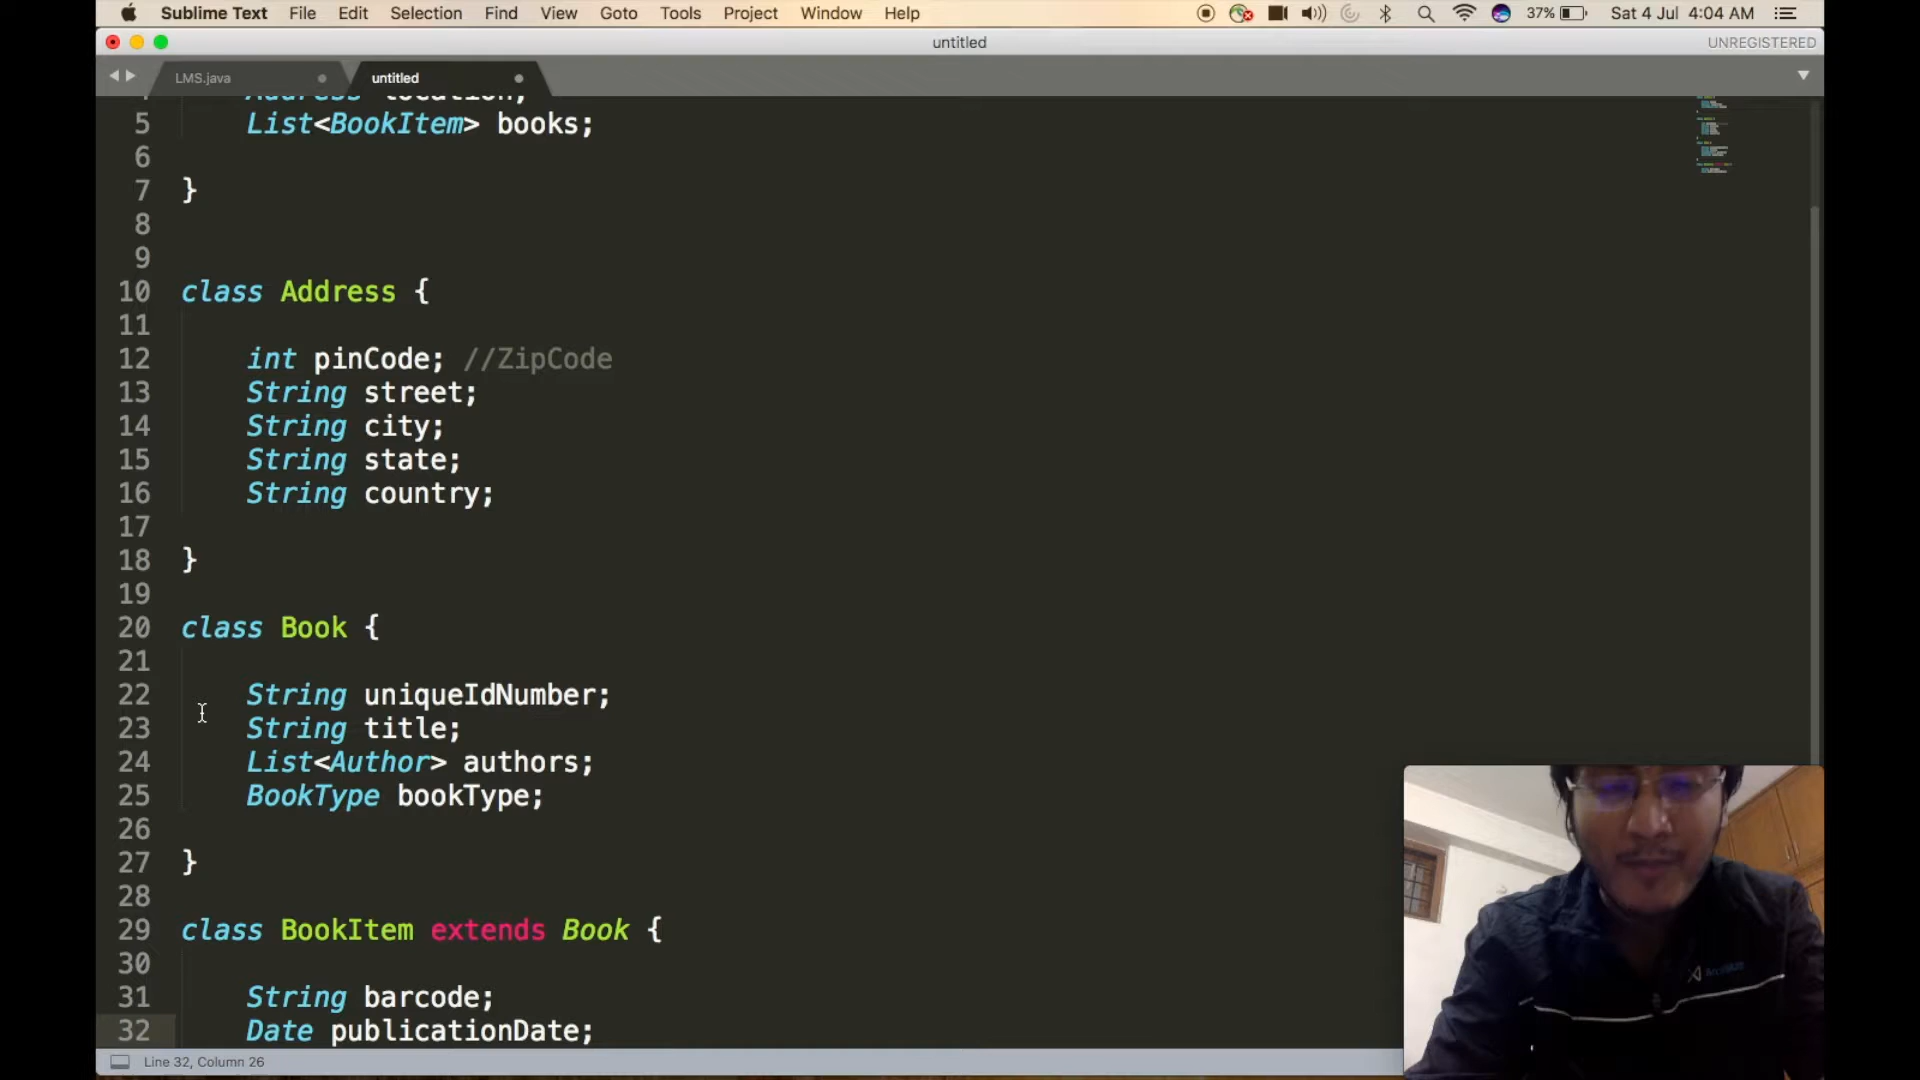 Sublime Text File Edit Selection Find View Goto Tools Project Window Help 37% Sat 4 Jul 4:04 AM
untitled UNREGISTERED
LMS.java untitled
4 Address location;
5 List<BookItem> books;
6
7 }
8
9
10 class Address {
11
12 int pinCode; //ZipCode
13 String street;
14 String city;
15 String state;
16 String country;
17
18 }
19
20 class Book {
21
22 String uniqueIdNumber;
23 String title;
24 List<Author> authors;
25 BookType bookType;
26
27 }
28
29 class BookItem extends Book {
30
31 String barcode;
32 Date publicationDate;
Line 32, Column 26